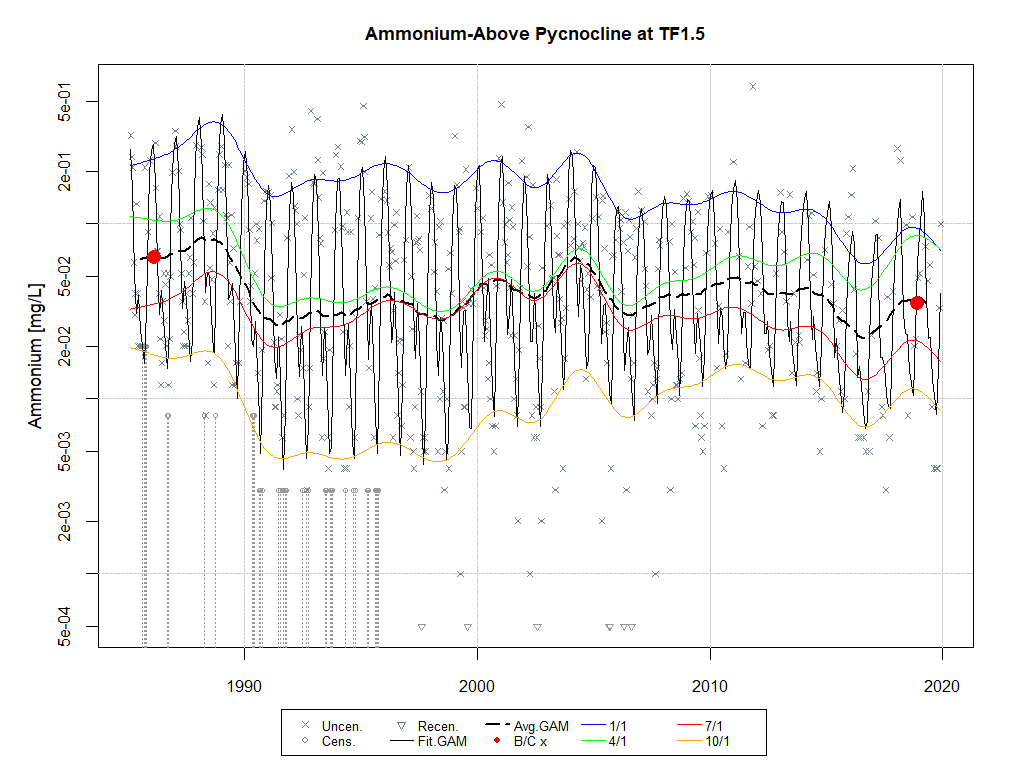 Ammonium-Above Pycnocline at TF1.5
Ammonium [mg/L]
5e-01
2e-01
5e-02
2e-02
5e-03
2e-03
5e-04
1990 2000 2010 2020
Uncen. Recen. Avg.GAM 1/1 7/1
Cens. Fit.GAM B/C x 4/1 10/1